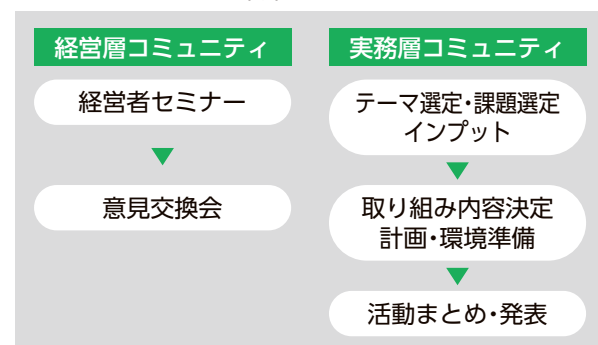 経営層コミュニティ
経営者セミナー
意見交換会
実務層コミュニティ
テーマ選定・課題選定
インプット
取り組み内容決定
計画・環境準備
活動まとめ・発表